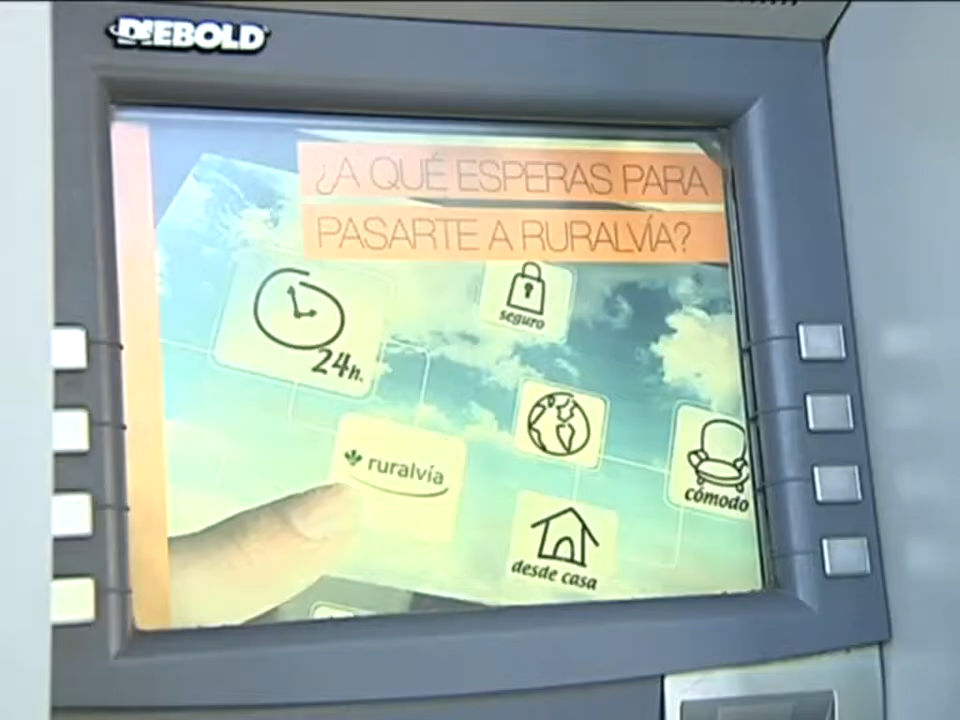 DIEBOLD
¿A QUÉ ESPERAS PARA
PASARTE A RURALVÍA?
seguro
24h.
ruralvía
cómodo
desde casa